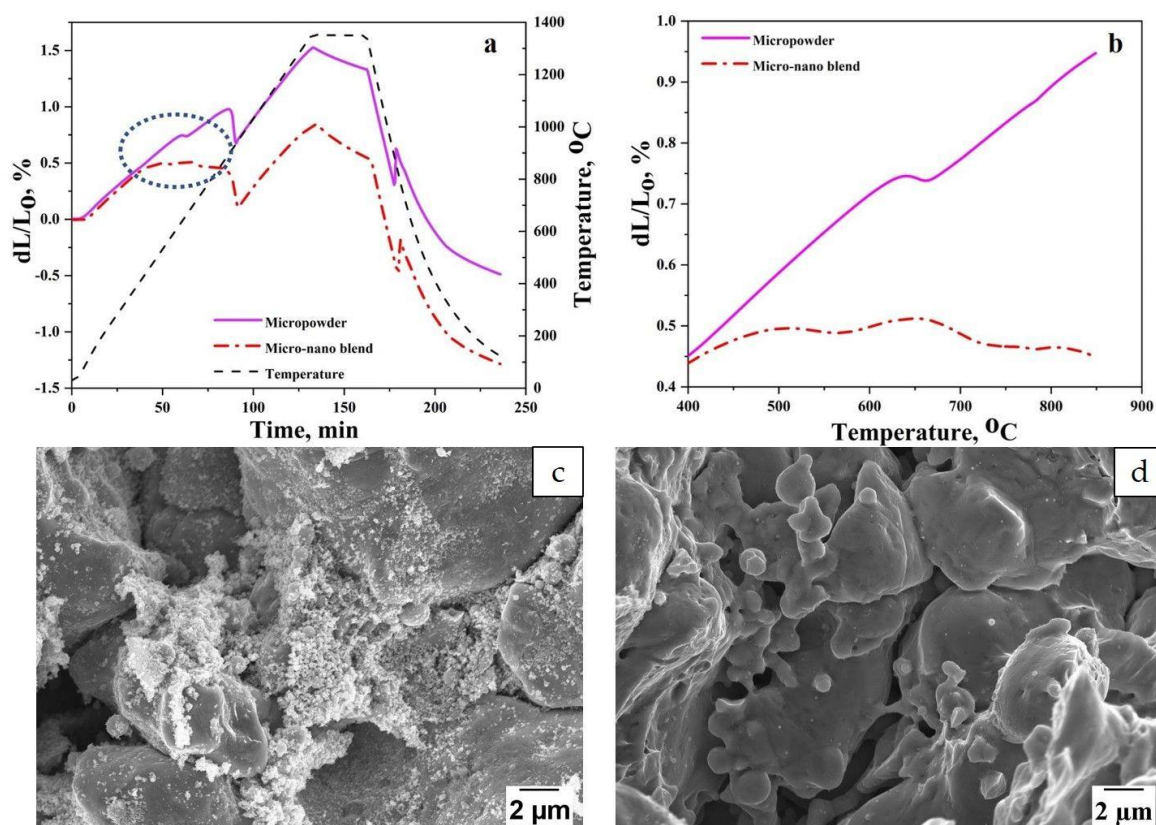 a
1.5
1.0
0.5
0.0
-0.5
-1.0
-1.5
dL/Lo, %
0
50
100
150
200
250
Time, min
1400
1200
1000
800
600
400
200
0
Temperature, oC
Micropowder
Micro-nano blend
Temperature
b
Micropowder
Micro-nano blend
1.0
0.9
0.8
0.7
0.6
0.5
0.4
dL/Lo, %
400
500
600
700
800
900
Temperature, oC
c
2 µm
d
2 µm